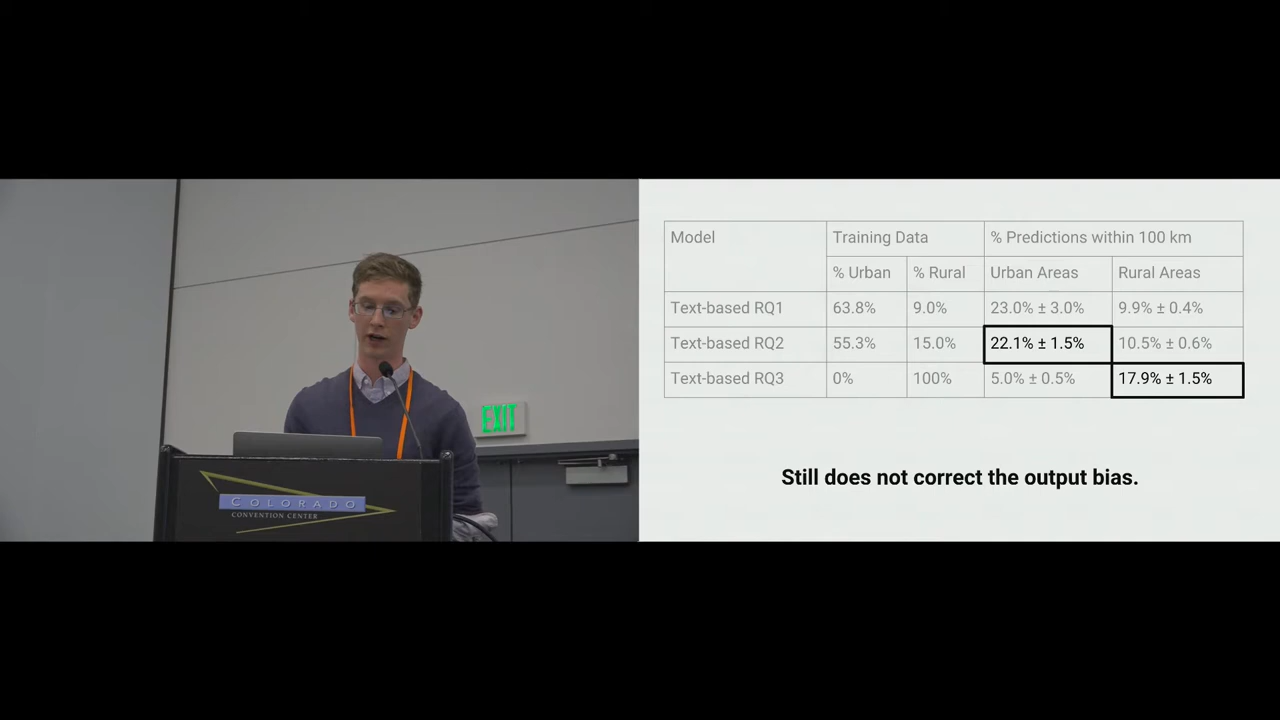 EXIT
COLORADO
CONVENTION CENTER
Model Training Data % Predictions within 100 km
% Urban % Rural Urban Areas Rural Areas
Text-based RQ1 63.8% 9.0% 23.0% ± 3.0% 9.9% ± 0.4%
Text-based RQ2 55.3% 15.0% 22.1% ± 1.5% 10.5% ± 0.6%
Text-based RQ3 0% 100% 5.0% ± 0.5% 17.9% ± 1.5%
Still does not correct the output bias.